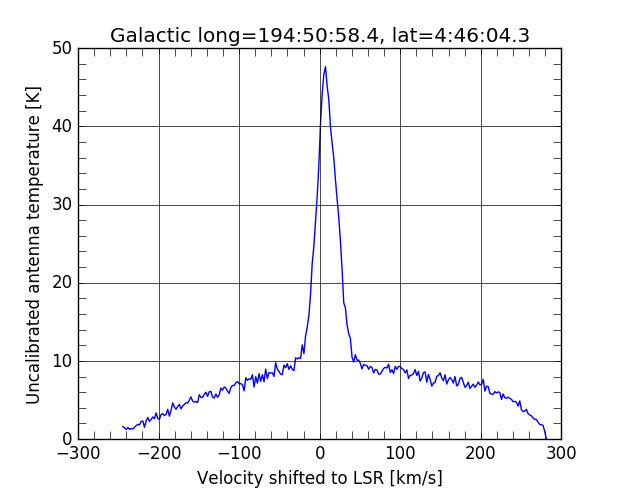 Galactic long=194:50:58.4, lat=4:46:04.3
Uncalibrated antenna temperature [K]
50
40
30
20
10
0
−300 −200 −100 0 100 200 300
Velocity shifted to LSR [km/s]